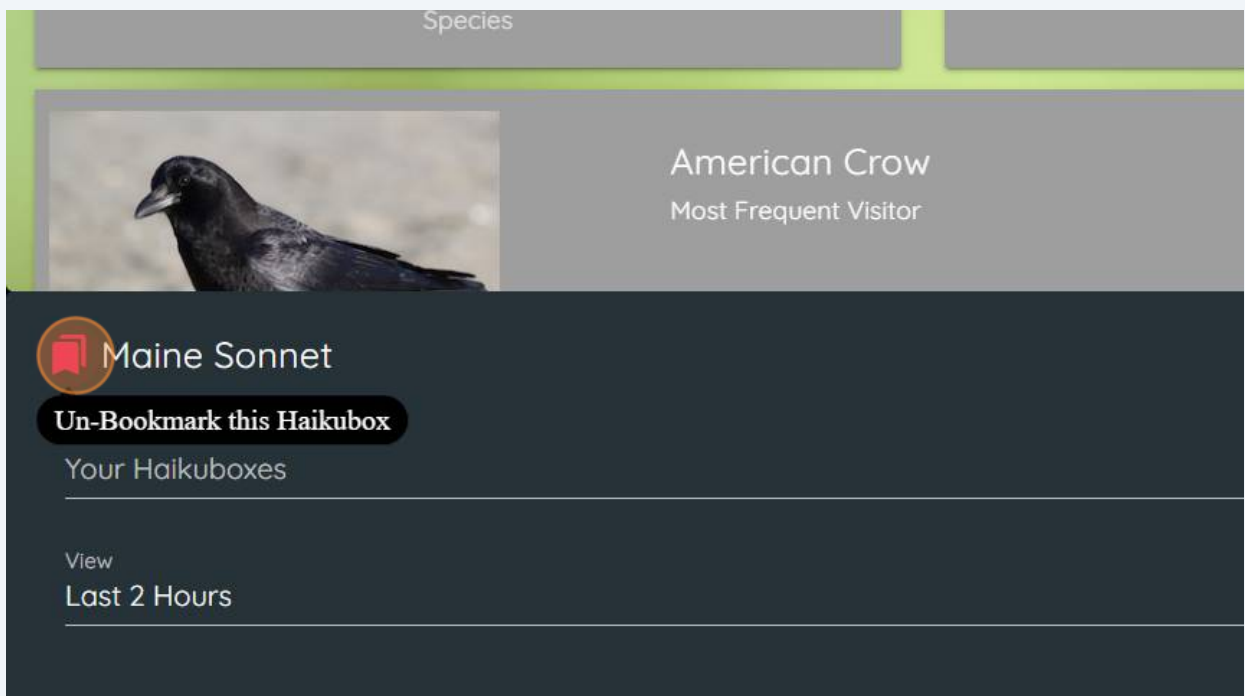 Species
American Crow
Most Frequent Visitor
Maine Sonnet
Un-Bookmark this Haikubox
Your Haikuboxes
View
Last 2 Hours